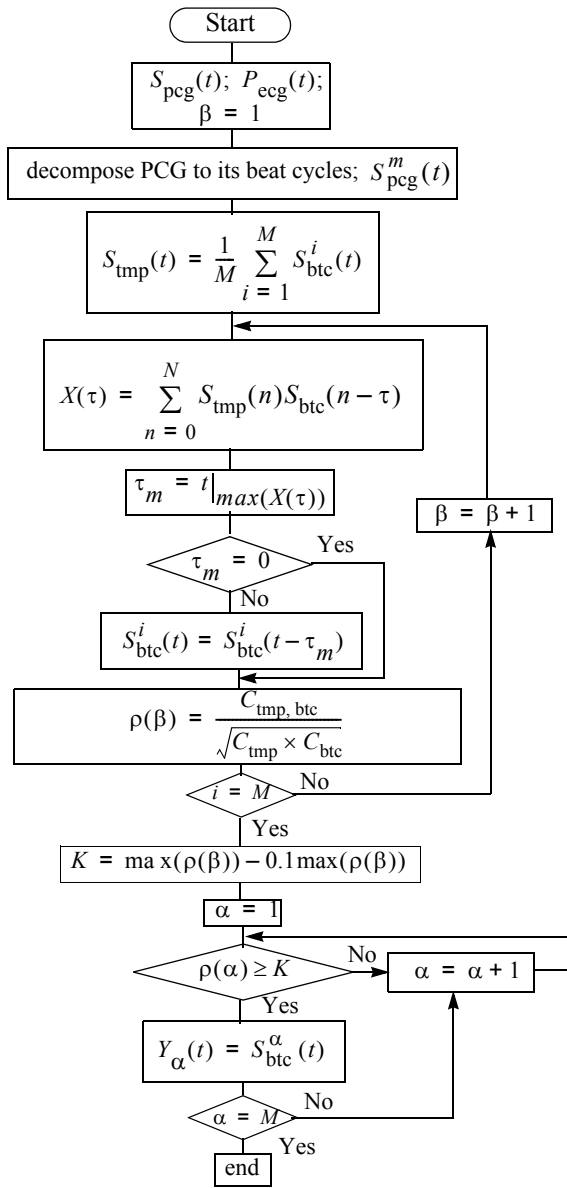 Start
S_pcg(t); P_ecg(t);
β = 1
decompose PCG to its beat cycles; S^m_pcg(t)
S_tmp(t) = 1/M ∑_{i = 1}^{M} S^i_btc(t)
X(τ) = ∑_{n = 0}^{N} S_tmp(n)S_btc(n – τ)
τ_m = t|_max(X(τ))
β = β + 1
τ_m = 0
Yes
No
S^i_btc(t) = S^i_btc(t – τ_m)
ρ(β) = C_tmp, btc / √(C_tmp × C_btc)
i = M
No
Yes
K = ma x(ρ(β)) – 0.1max(ρ(β))
α = 1
ρ(α) ≥ K
No
α = α + 1
Yes
Y_α(t) = S^α_btc(t)
α = M
No
Yes
end